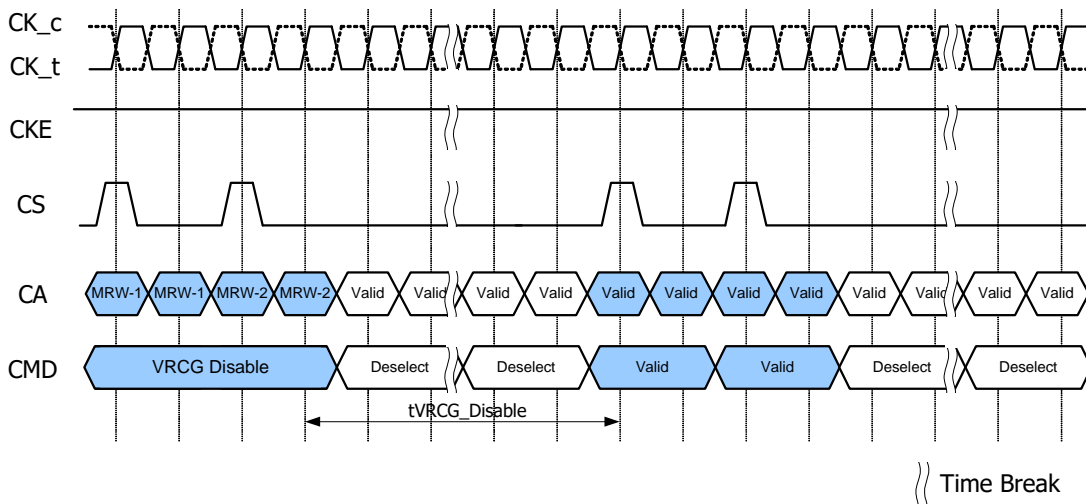 CK_c
CK_t
CKE
CS
CA MRW-1 MRW-1 MRW-2 MRW-2 Valid Valid Valid Valid Valid Valid Valid Valid Valid Valid Valid Valid
CMD VRCG Disable Deselect Deselect Valid Valid Deselect Deselect
tVRCG_Disable
Time Break